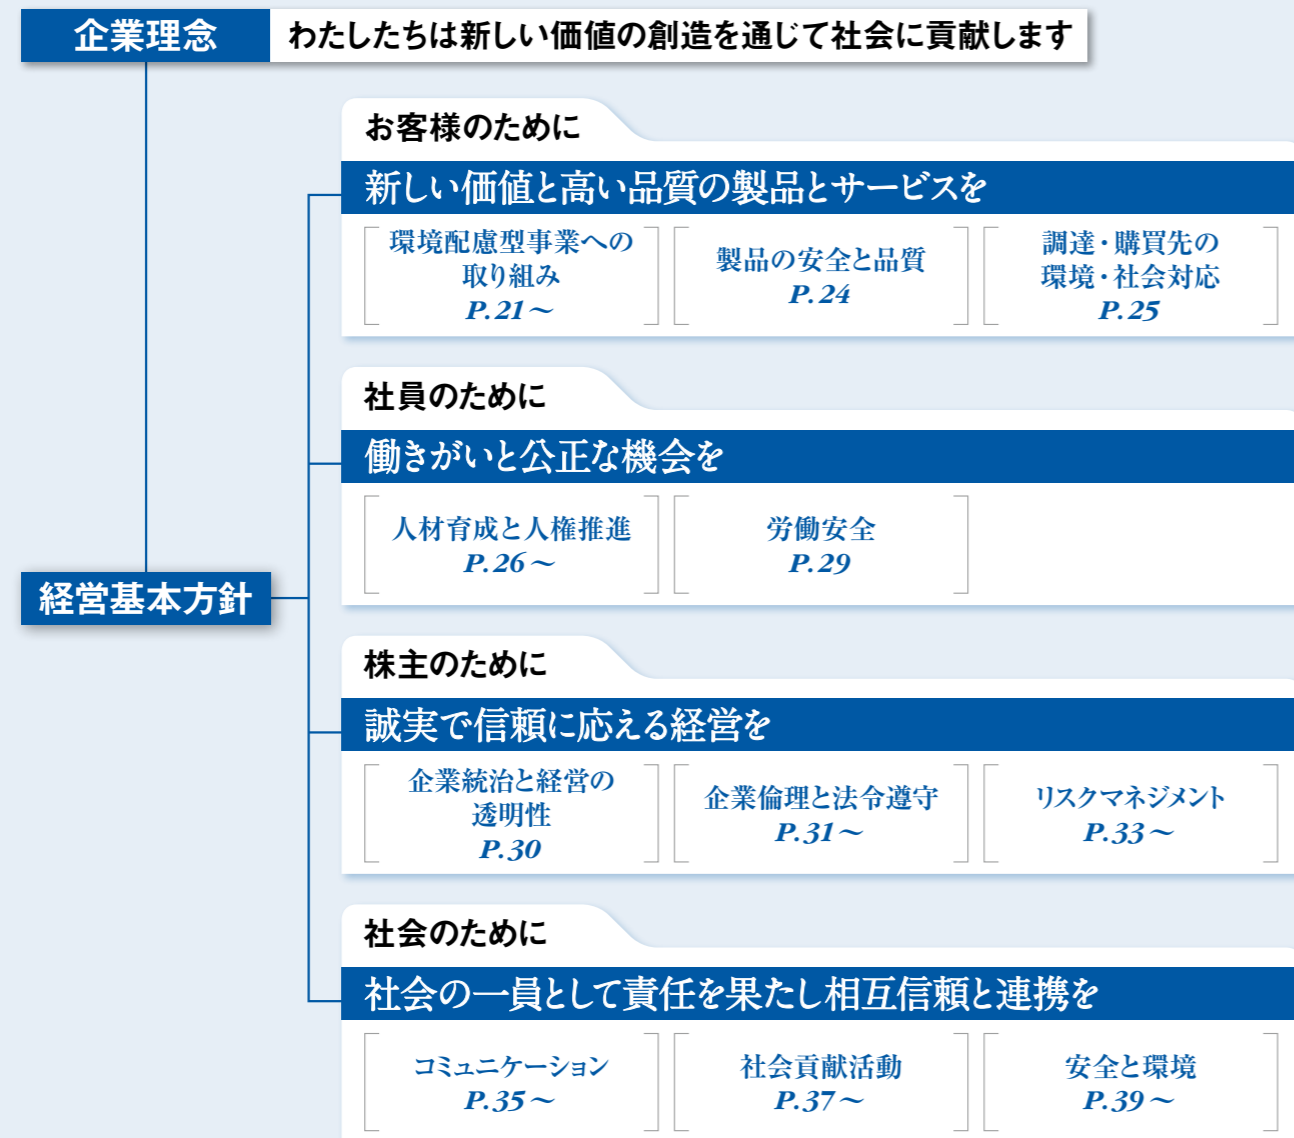 企業理念
わたしたちは新しい価値の創造を通じて社会に貢献します
お客様のために
新しい価値と高い品質の製品とサービスを
環境配慮型事業への
取り組み
P.21～
製品の安全と品質
P.24
調達・購買先の
環境・社会対応
P.25
社員のために
働きがいと公正な機会を
人材育成と人権推進
P.26～
労働安全
P.29
経営基本方針
株主のために
誠実で信頼に応える経営を
企業統治と経営の
透明性
P.30
企業倫理と法令遵守
P.31～
リスクマネジメント
P.33～
社会のために
社会の一員として責任を果たし相互信頼と連携を
コミュニケーション
P.35～
社会貢献活動
P.37～
安全と環境
P.39～